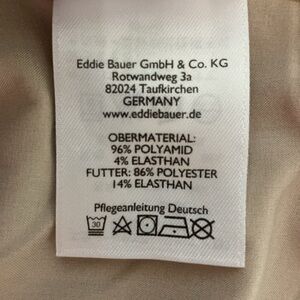 Eddie Bauer GmbH & Co. KG
Rotwandweg 3a
82024 Taufkirchen
GERMANY
www.eddiebauer.de
OBERMATERIAL:
96% POLYAMID
4% ELASTHAN
FUTTER: 86% POLYESTER
14% ELASTHAN
Pflegeanleitung Deutsch
30